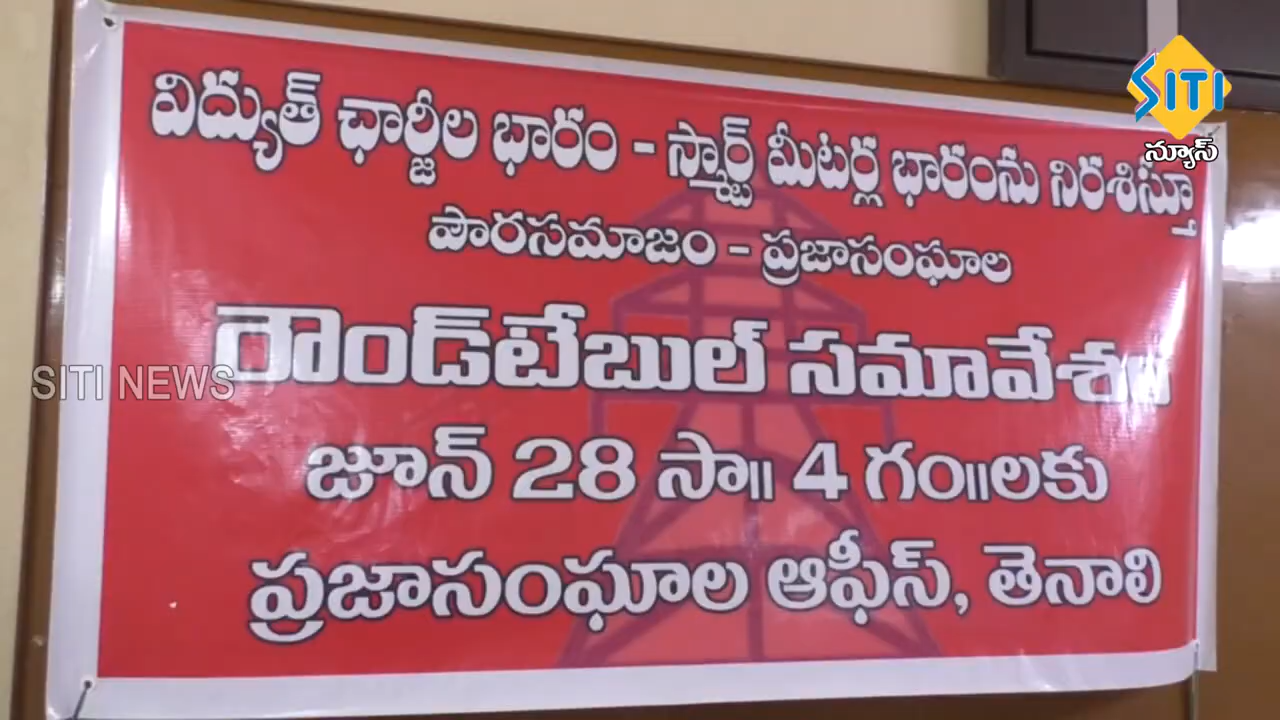 విద్యుత్ ఛార్జీల భారం - స్మార్ట్ మీటర్ల భారంను నిరశిస్తూ
పౌరసమాజం - ప్రజాసంఘాల
రౌండ్‌టేబుల్ సమావేశం
జూన్ 28 సా॥ 4 గం॥లకు
ప్రజాసంఘాల ఆఫీస్, తెనాలి
SITI
న్యూస్
SITI NEWS